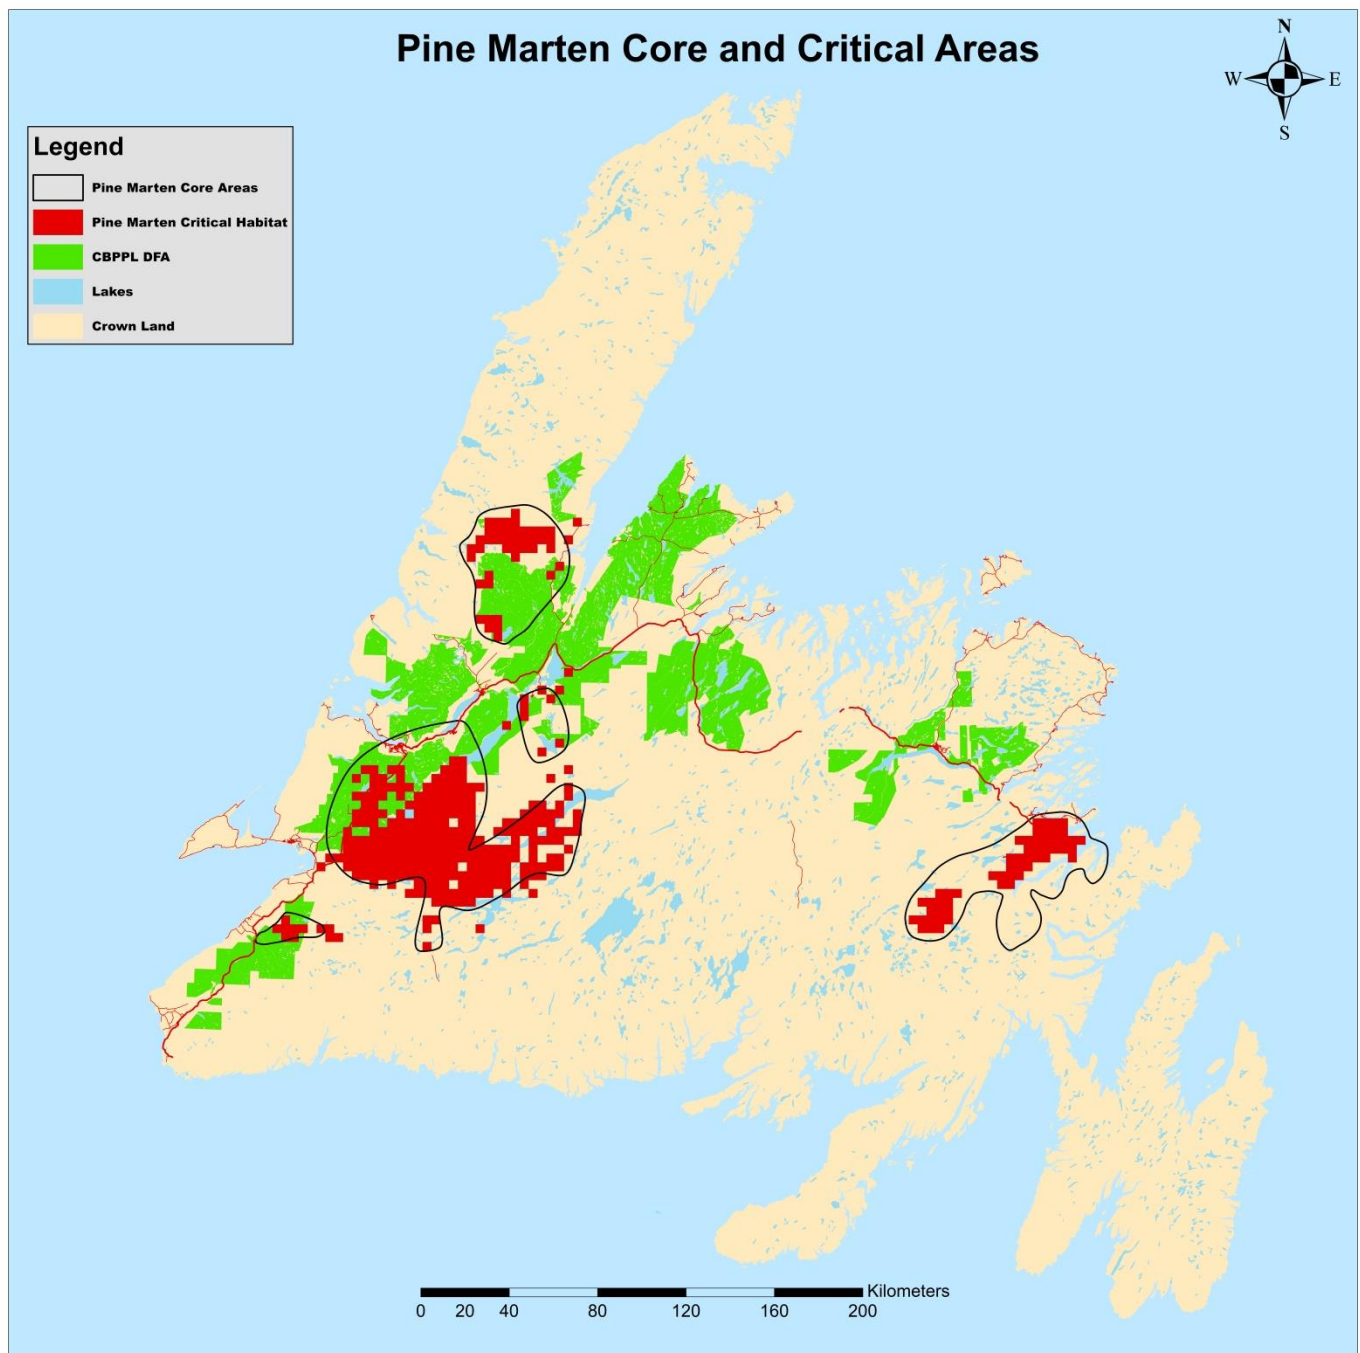 Pine Marten Core and Critical Areas
N
W E
S
Legend
Pine Marten Core Areas
Pine Marten Critical Habitat
CBPPL DFA
Lakes
Crown Land
Kilometers
0 20 40 80 120 160 200